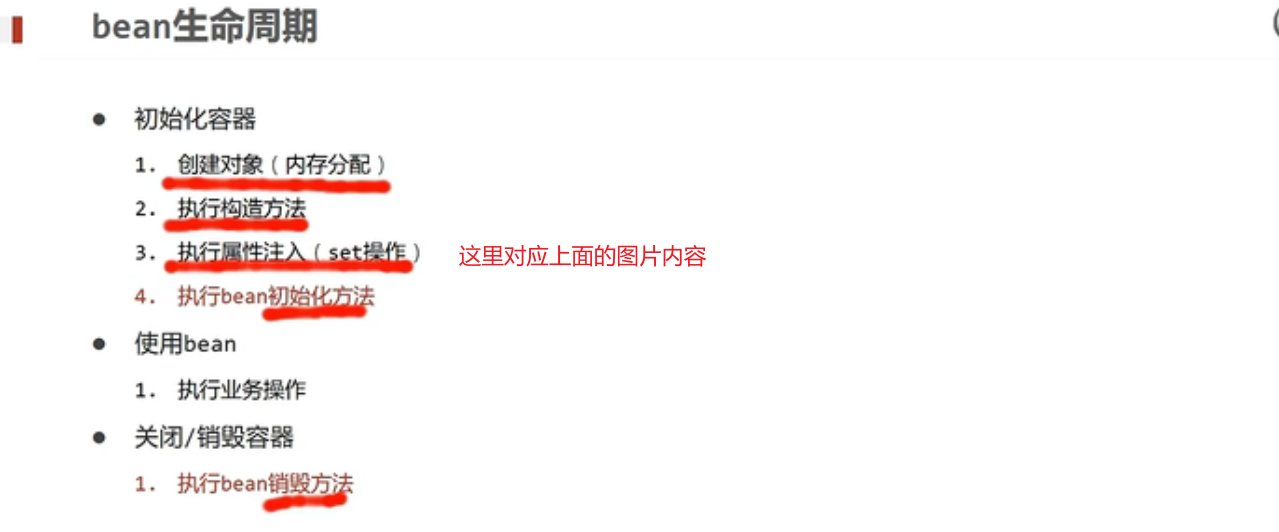 bean生命周期
● 初始化容器
1. 创建对象（内存分配）
2. 执行构造方法
3. 执行属性注入（set操作） 这里对应上面的图片内容
4. 执行bean初始化方法
● 使用bean
1. 执行业务操作
● 关闭/销毁容器
1. 执行bean销毁方法